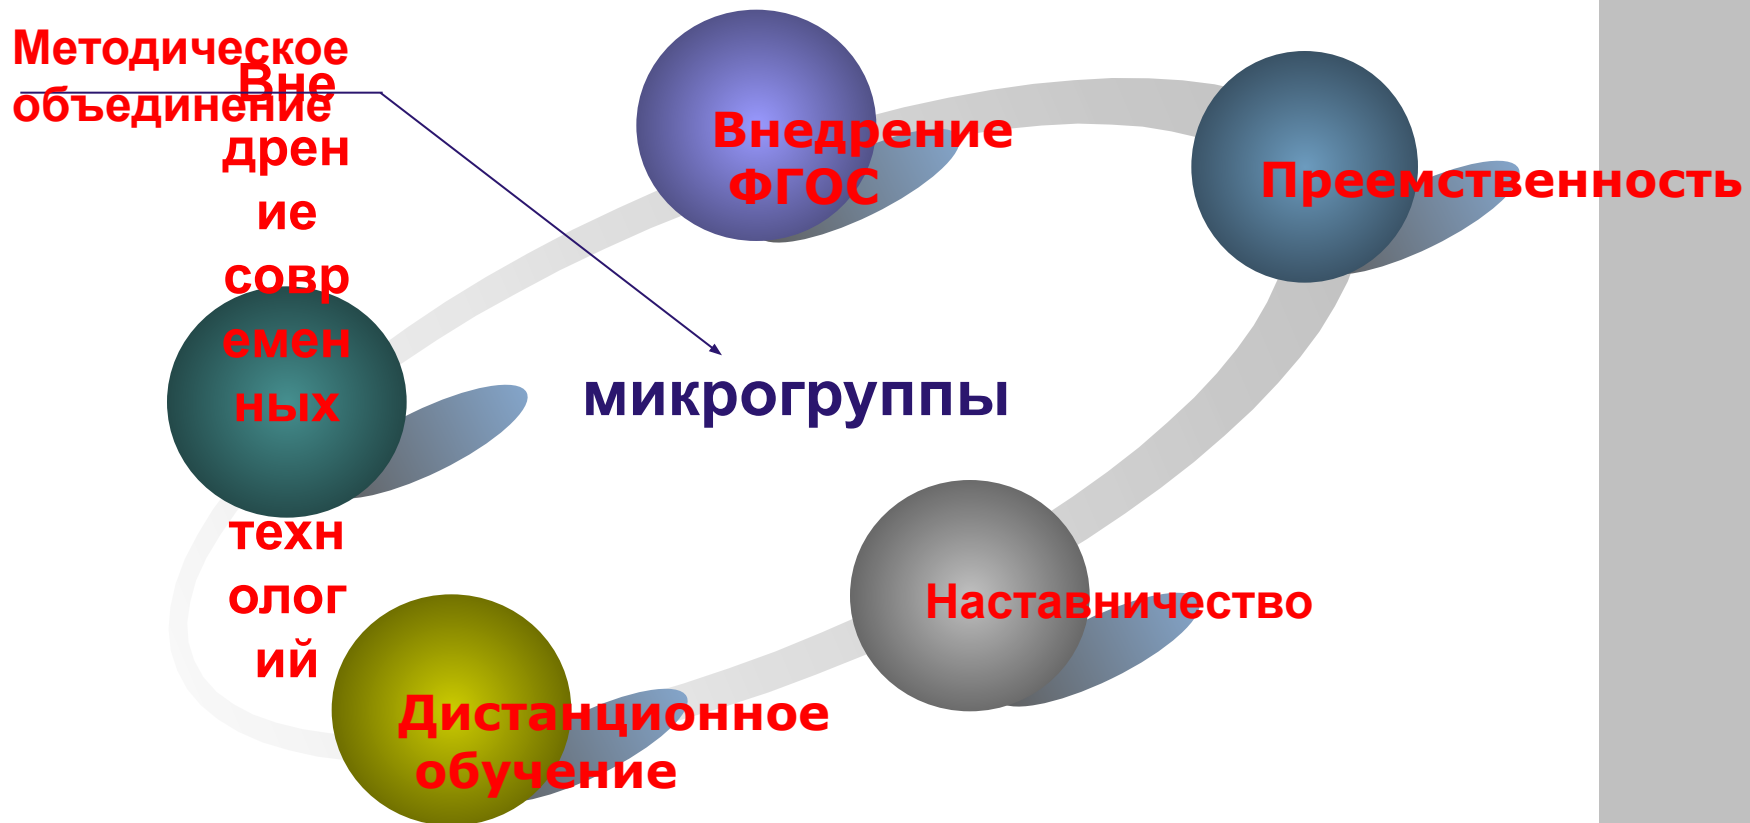 Методическое
объединение
Вне
дрен
ие
совр
емен
ных
техн
олог
ий
Внедрение
ФГОС
Преемственность
микрогруппы
Наставничество
Дистанционное
обучение